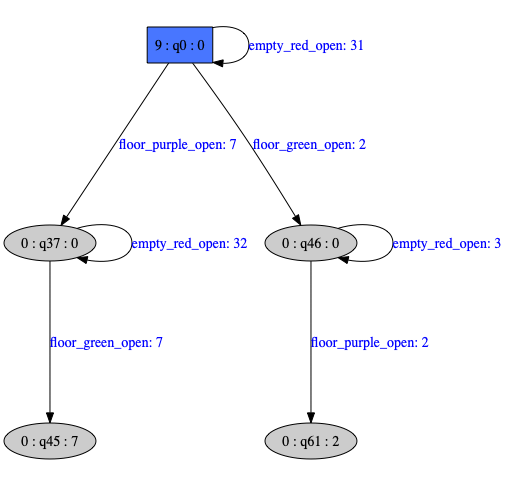 9 : q0 : 0
empty_red_open: 31
floor_purple_open: 7
floor_green_open: 2
0 : q37 : 0
empty_red_open: 32
0 : q46 : 0
empty_red_open: 3
floor_green_open: 7
floor_purple_open: 2
0 : q45 : 7
0 : q61 : 2